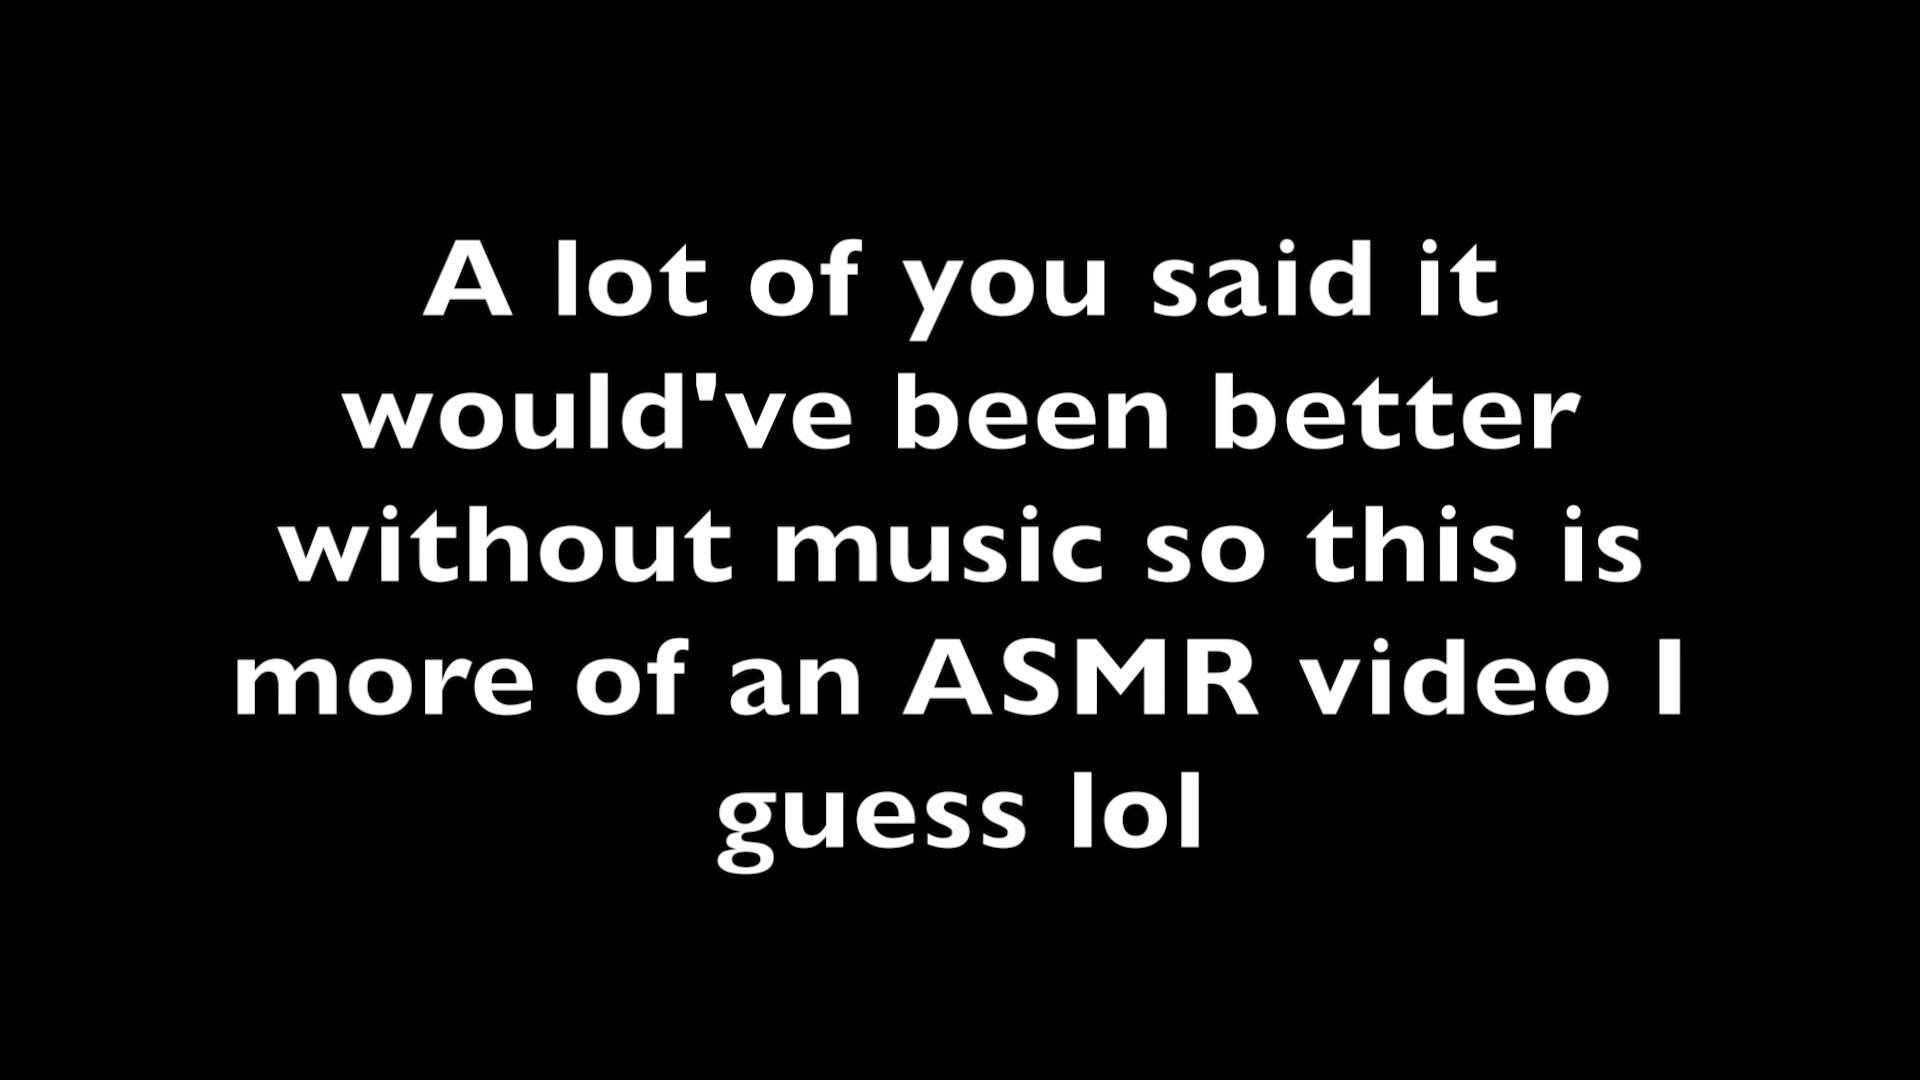 A lot of you said it
would've been better
without music so this is
more of an ASMR video I
guess lol